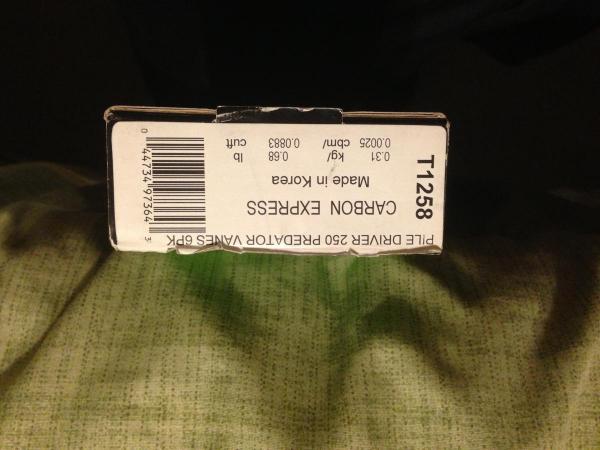 PILE DRIVER 250 PREDATOR VANES 6PK
T1258
CARBON EXPRESS
Made in Korea
0.31 kg/ 0.68 lb
0.0025 cbm/ 0.0883 cuft
0 44734 97364 3